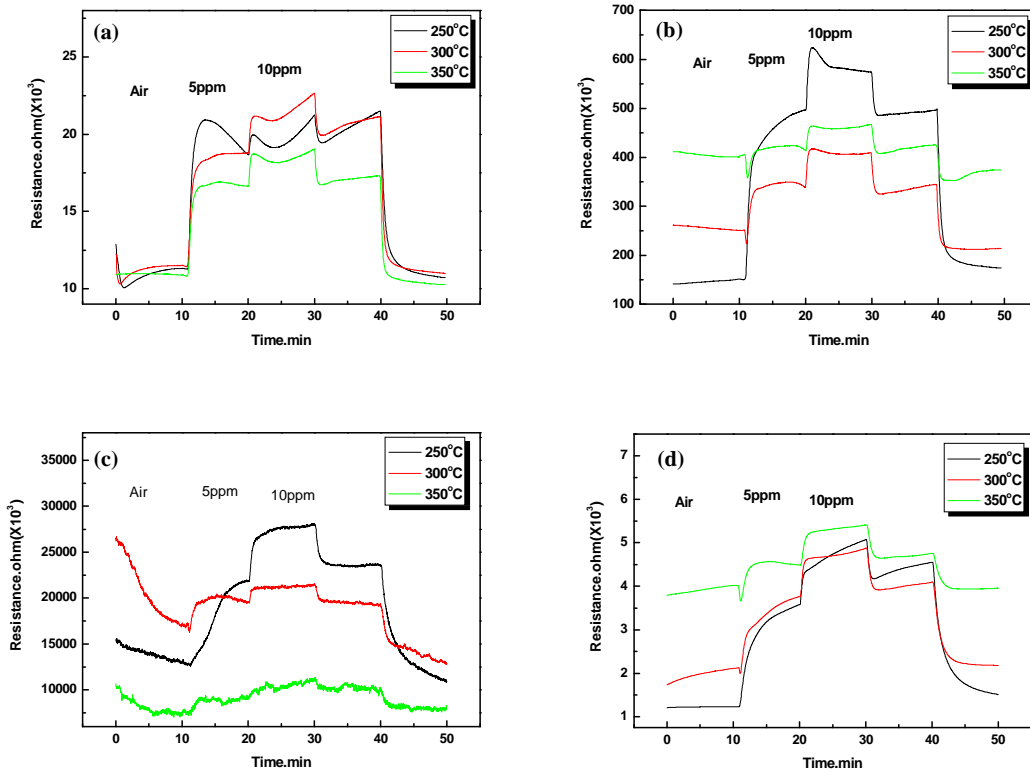 (a)
250°C
300°C
350°C
Air
5ppm
10ppm
25
20
15
10
Resistance.ohm(X10³)
0 10 20 30 40 50
Time.min
(b)
250°C
300°C
350°C
Air
5ppm
10ppm
700
600
500
400
300
200
100
Resistance.ohm(X10³)
0 10 20 30 40 50
Time.min
(c)
250°C
300°C
350°C
Air
5ppm
10ppm
35000
30000
25000
20000
15000
10000
Resistance.ohm(X10³)
0 10 20 30 40 50
Time.min
(d)
250°C
300°C
350°C
Air
5ppm
10ppm
7
6
5
4
3
2
1
Resistance.ohm(X10³)
0 10 20 30 40 50
Time.min